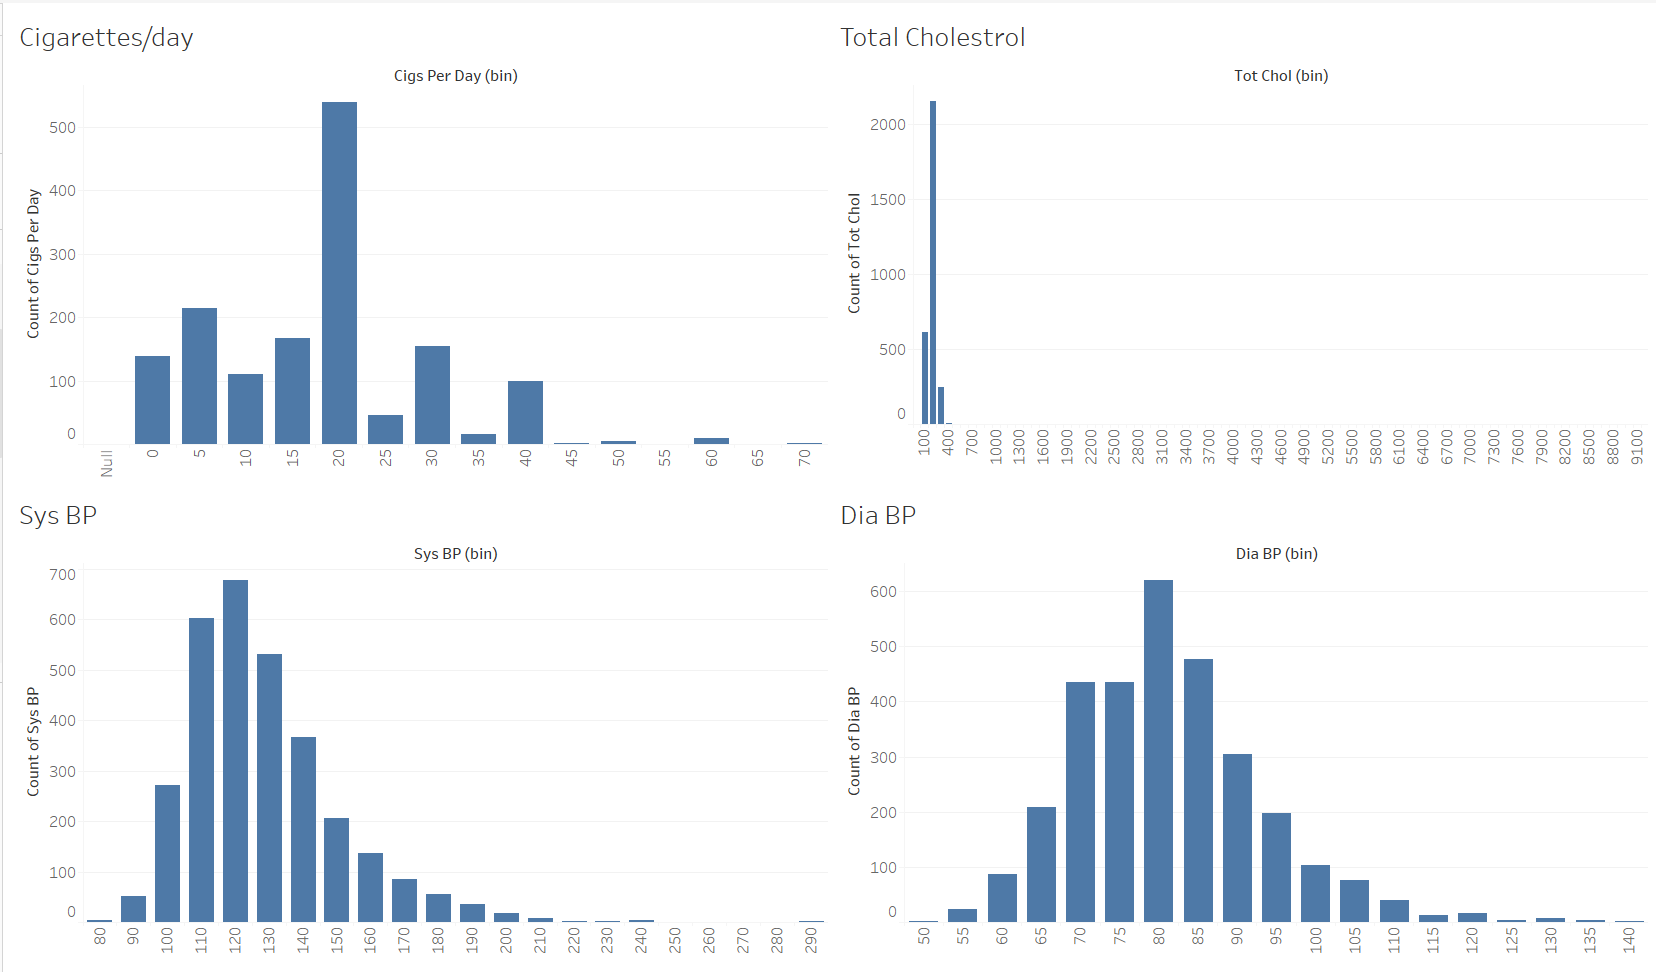 Cigarettes/day
Cigs Per Day (bin)
Count of Cigs Per Day
500
400
300
200
100
0
Null 0 5 10 15 20 25 30 35 40 45 50 55 60 65 70
Total Cholestrol
Tot Chol (bin)
Count of Tot Chol
2000
1500
1000
500
0
100 400 700 1000 1300 1600 1900 2200 2500 2800 3100 3400 3700 4000 4300 4600 4900 5200 5500 5800 6100 6400 6700 7000 7300 7600 7900 8200 8500 8800 9100
Sys BP
Sys BP (bin)
Count of Sys BP
700
600
500
400
300
200
100
0
80 90 100 110 120 130 140 150 160 170 180 190 200 210 220 230 240 250 260 270 280 290
Dia BP
Dia BP (bin)
Count of Dia BP
600
500
400
300
200
100
0
50 55 60 65 70 75 80 85 90 95 100 105 110 115 120 125 130 135 140